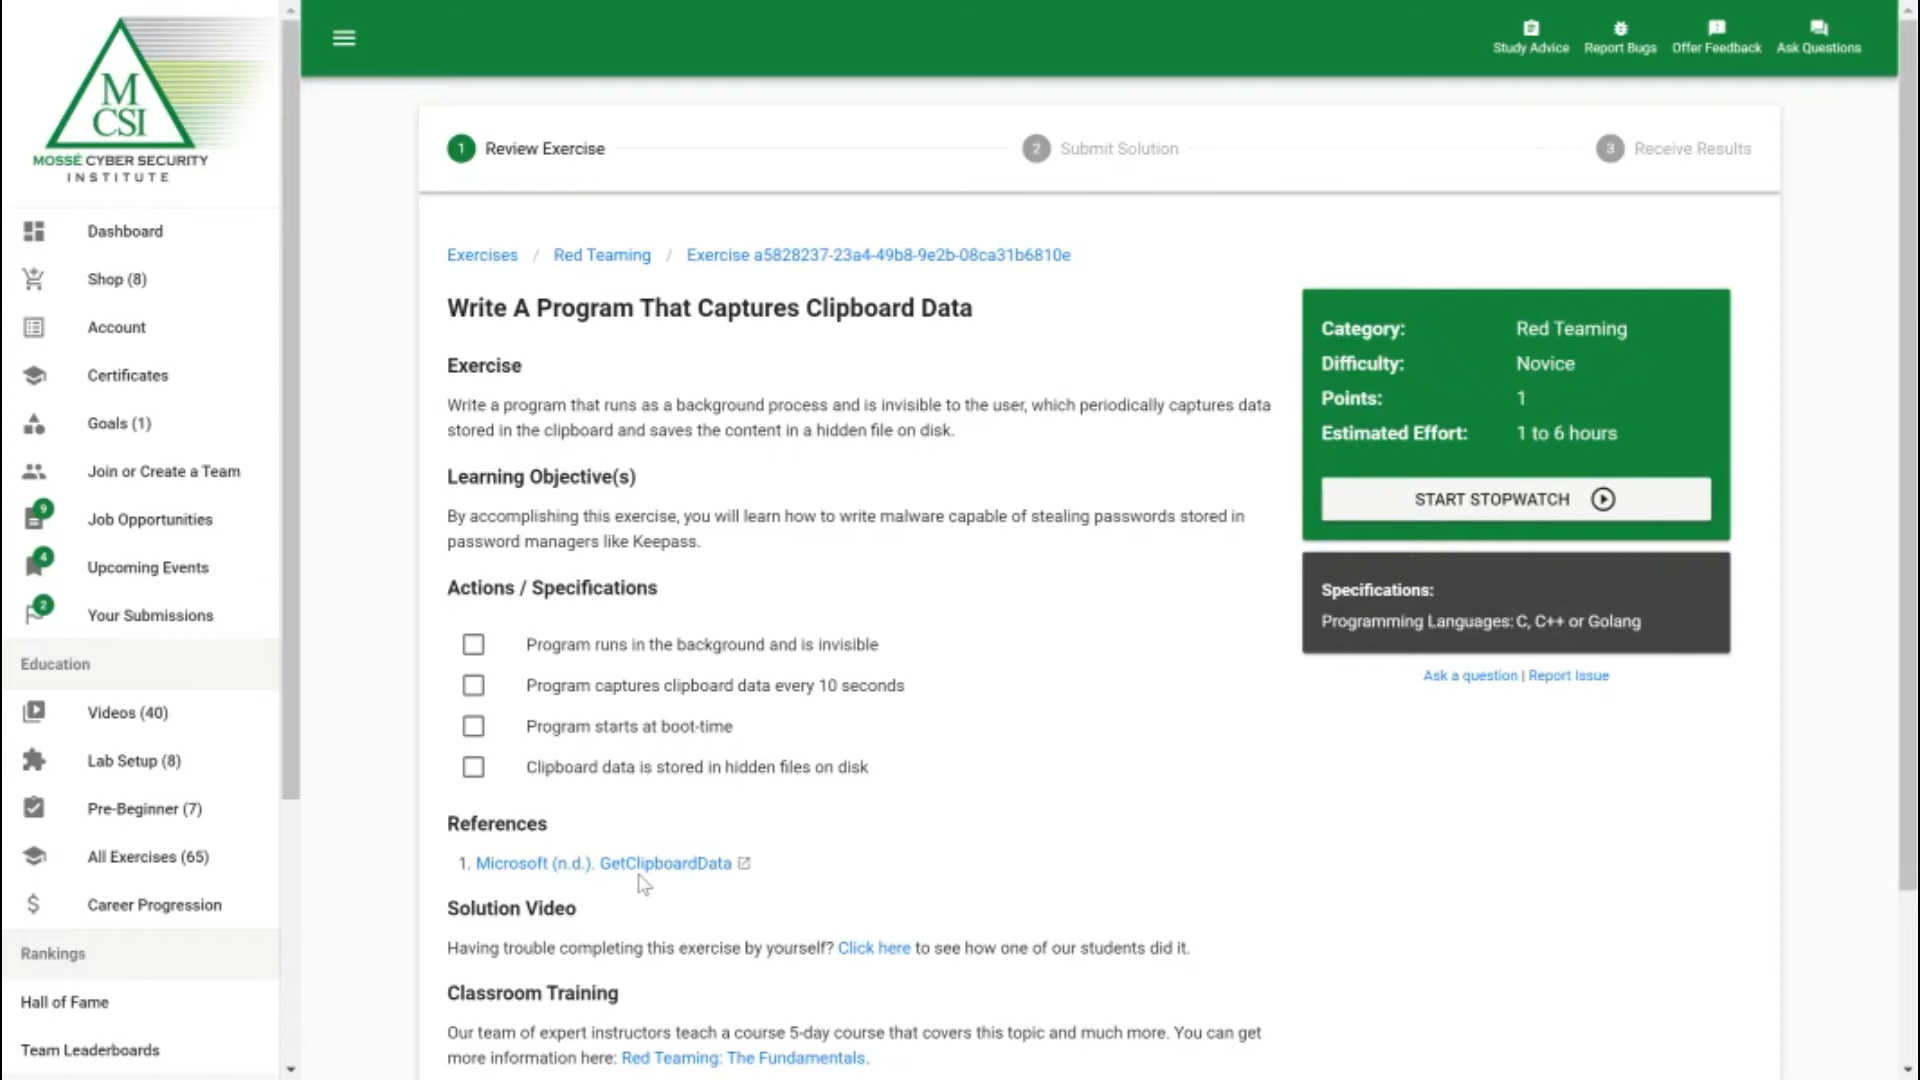 M
CSI
MOSSÉ CYBER SECURITY
INSTITUTE
Dashboard
Shop (8)
Account
Certificates
Goals (1)
Join or Create a Team
9
Job Opportunities
4
Upcoming Events
2
Your Submissions
Education
Videos (40)
Lab Setup (8)
Pre-Beginner (7)
All Exercises (65)
$
Career Progression
Rankings
Hall of Fame
Team Leaderboards
Study Advice
Report Bugs
Offer Feedback
Ask Questions
1 Review Exercise
2 Submit Solution
3 Receive Results
Exercises / Red Teaming / Exercise a5828237-23a4-49b8-9e2b-08ca31b6810e
Write A Program That Captures Clipboard Data
Exercise
Write a program that runs as a background process and is invisible to the user, which periodically captures data
stored in the clipboard and saves the content in a hidden file on disk.
Learning Objective(s)
By accomplishing this exercise, you will learn how to write malware capable of stealing passwords stored in
password managers like Keepass.
Actions / Specifications
Program runs in the background and is invisible
Program captures clipboard data every 10 seconds
Program starts at boot-time
Clipboard data is stored in hidden files on disk
References
1. Microsoft (n.d.). GetClipboardData
Solution Video
Having trouble completing this exercise by yourself? Click here to see how one of our students did it.
Classroom Training
Our team of expert instructors teach a course 5-day course that covers this topic and much more. You can get
more information here: Red Teaming: The Fundamentals.
Category: Red Teaming
Difficulty: Novice
Points: 1
Estimated Effort: 1 to 6 hours
START STOPWATCH
Specifications:
Programming Languages: C, C++ or Golang
Ask a question | Report Issue